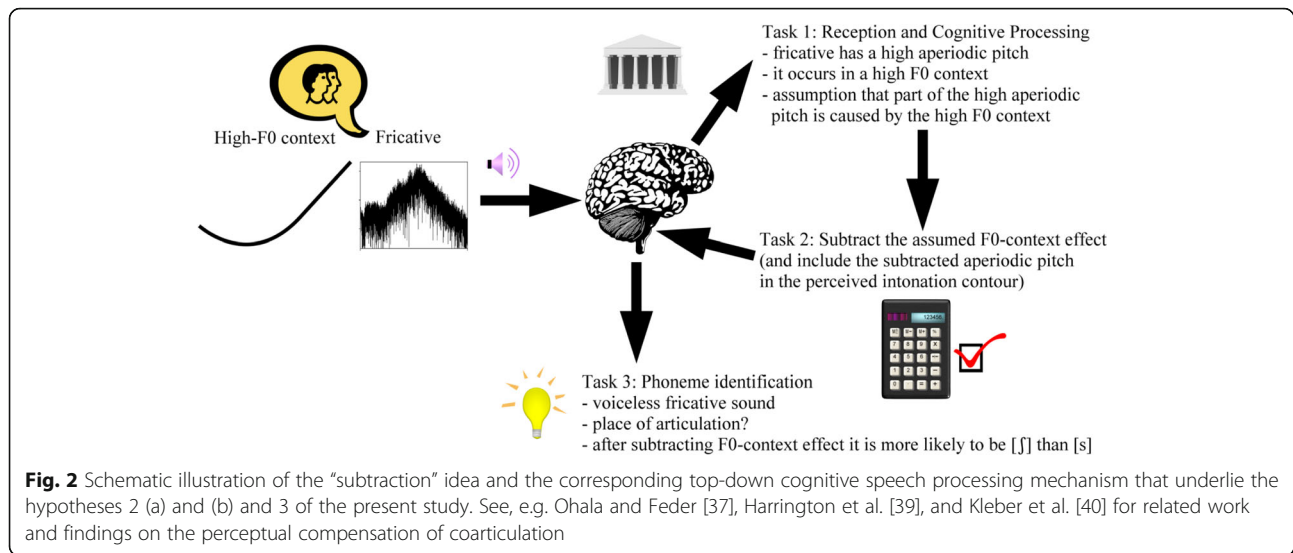 Task 1: Reception and Cognitive Processing
- fricative has a high aperiodic pitch
- it occurs in a high F0 context
- assumption that part of the high aperiodic
pitch is caused by the high F0 context
High-F0 context
Fricative
Task 2: Subtract the assumed F0-context effect
(and include the subtracted aperiodic pitch
in the perceived intonation contour)
Task 3: Phoneme identification
- voiceless fricative sound
- place of articulation?
- after subtracting F0-context effect it is more likely to be [ʃ] than [s]
Fig. 2 Schematic illustration of the “subtraction” idea and the corresponding top-down cognitive speech processing mechanism that underlie the
hypotheses 2 (a) and (b) and 3 of the present study. See, e.g. Ohala and Feder [37], Harrington et al. [39], and Kleber et al. [40] for related work
and findings on the perceptual compensation of coarticulation